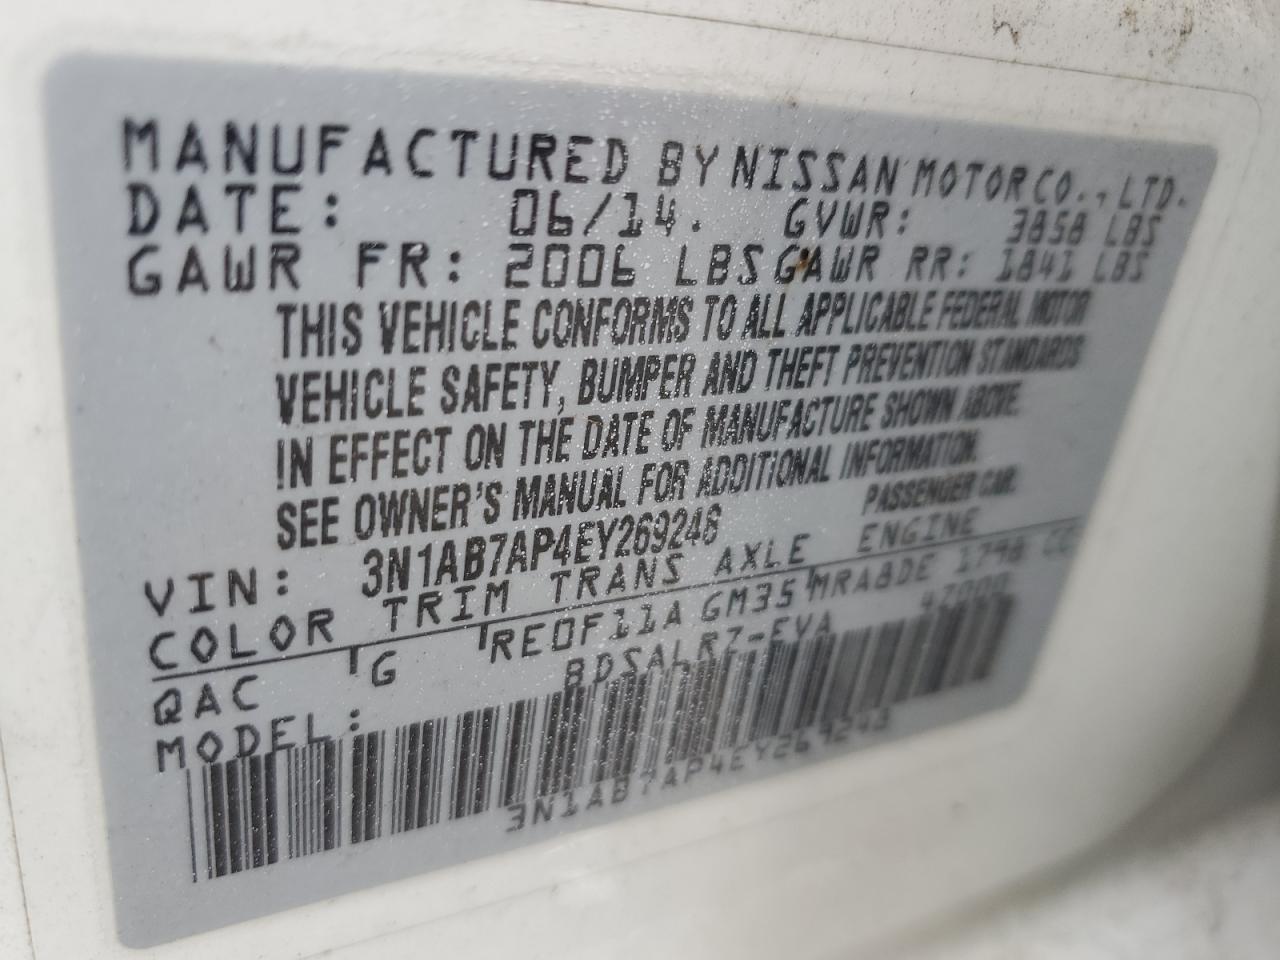 MANUFACTURED BY NISSAN MOTOR CO., LTD.
DATE: 06/14. GVWR: 3858 LBS
GAWR FR: 2006 LBS GAWR RR: 1841 LBS
THIS VEHICLE CONFORMS TO ALL APPLICABLE FEDERAL MOTOR
VEHICLE SAFETY, BUMPER AND THEFT PREVENTION STANDARDS
IN EFFECT ON THE DATE OF MANUFACTURE SHOWN ABOVE.
SEE OWNER'S MANUAL FOR ADDITIONAL INFORMATION.
VIN: 3N1AB7AP4EY269248 PASSENGER CAR.
COLOR TRIM TRANS AXLE ENGINE
QAC G RE0F11A GM35 MRA8DE 1798 CC
MODEL: BDSALRZ-EVA 47000
3N1AB7AP4EY269248